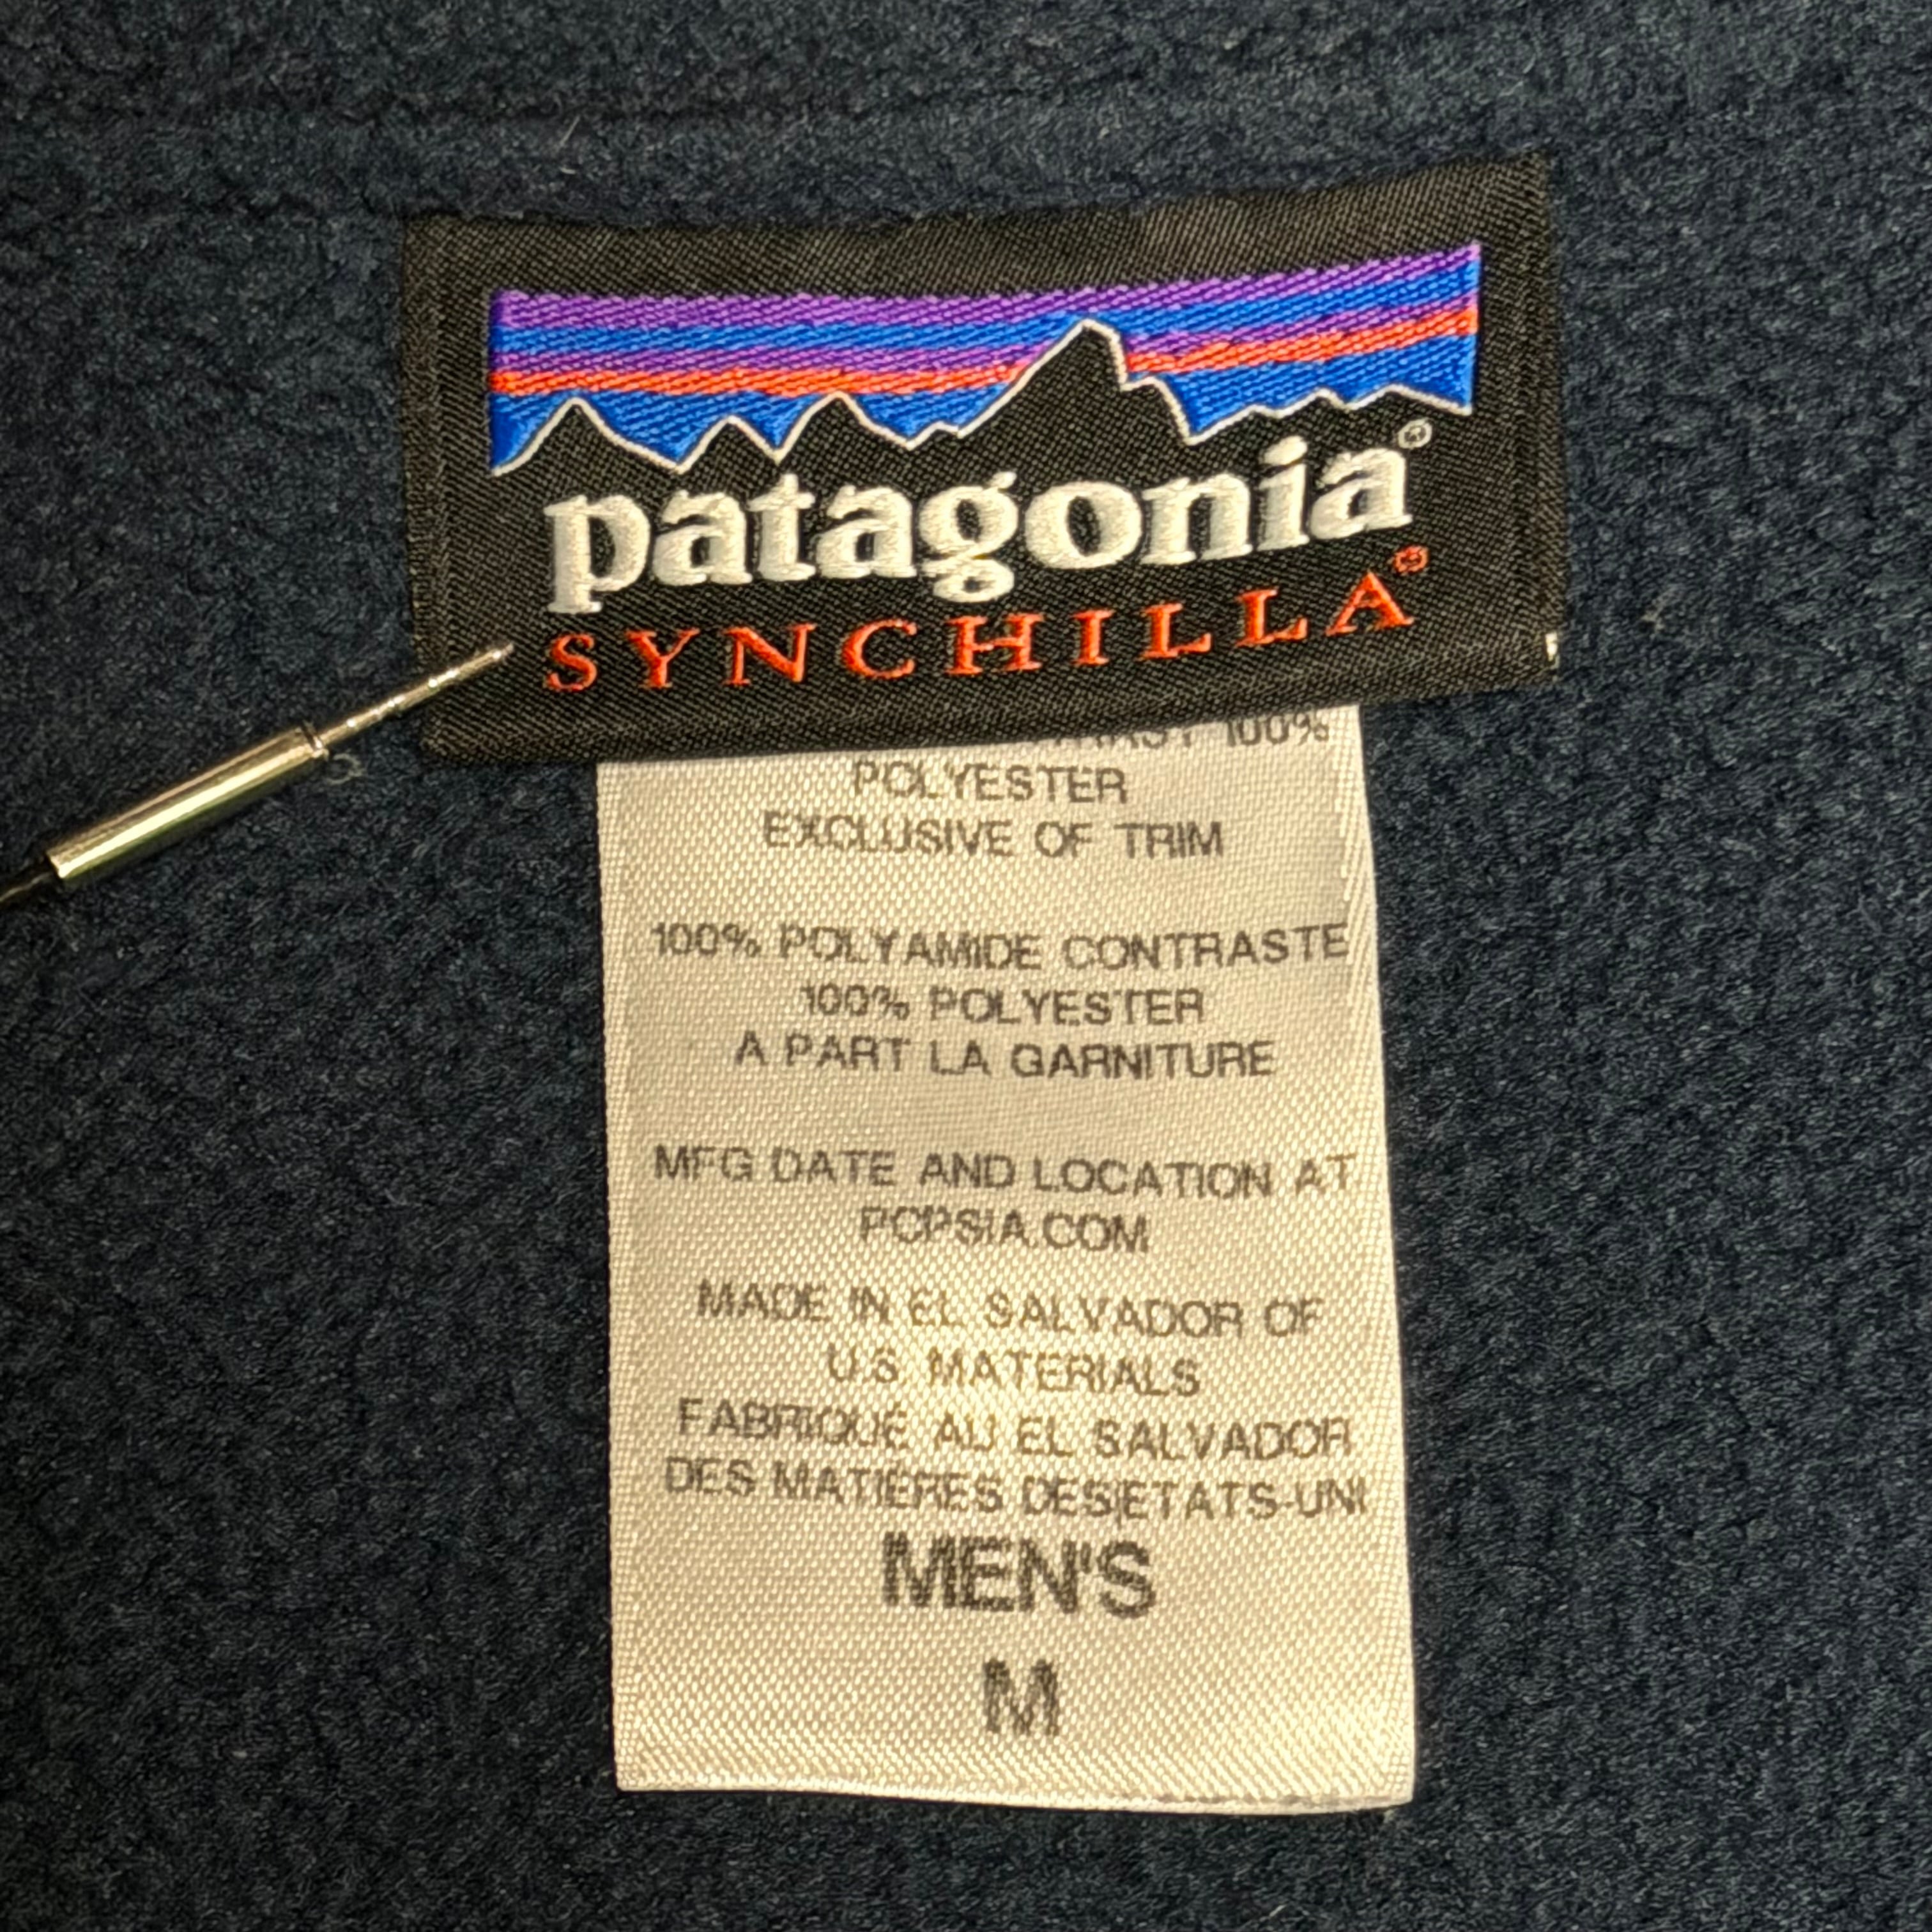 patagonia®
SYNCHILLA®
100%
POLYESTER
EXCLUSIVE OF TRIM
100% POLYAMIDE CONTRASTE
100% POLYESTER
A PART LA GARNITURE
MFG DATE AND LOCATION AT
PCPSIA.COM
MADE IN EL SALVADOR OF
U.S MATERIALS
FABRIQUÉ AU EL SALVADOR
DES MATIÈRES DES ETATS-UNI
MEN'S
M